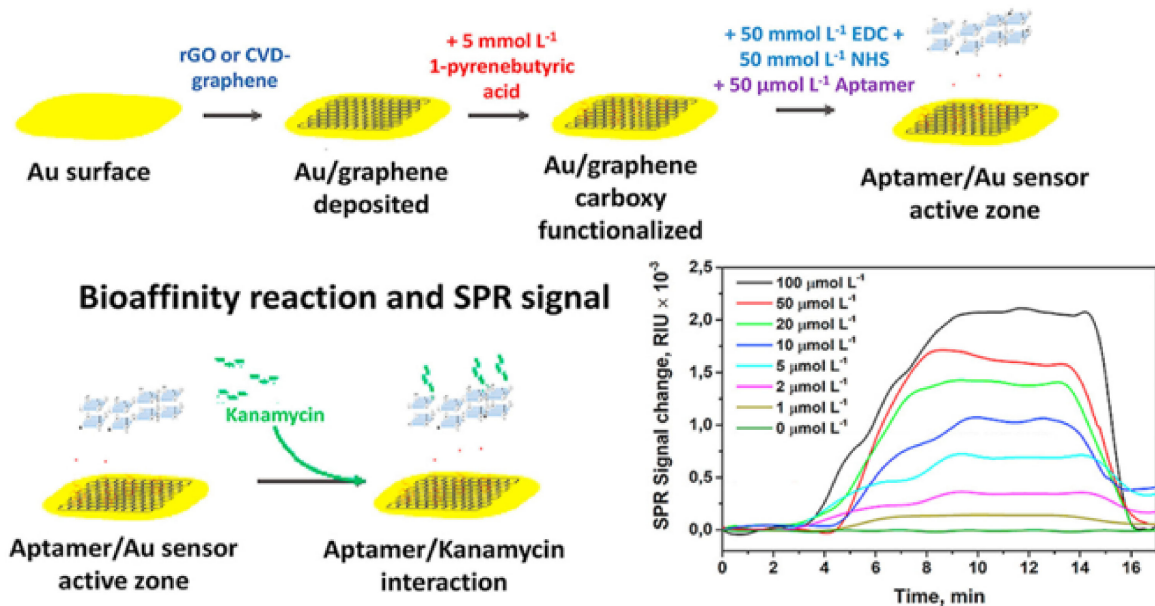 rGO or CVD-
graphene
+ 5 mmol L⁻¹
1-pyrenebutyric
acid
+ 50 mmol L⁻¹ EDC +
50 mmol L⁻¹ NHS
+ 50 μmol L⁻¹ Aptamer
Au surface
Au/graphene
deposited
Au/graphene
carboxy
functionalized
Aptamer/Au sensor
active zone
Bioaffinity reaction and SPR signal
Kanamycin
Aptamer/Au sensor
active zone
Aptamer/Kanamycin
interaction
SPR Signal change, RIU × 10⁻³
2,5
2,0
1,5
1,0
0,5
0,0
100 μmol L⁻¹
50 μmol L⁻¹
20 μmol L⁻¹
10 μmol L⁻¹
5 μmol L⁻¹
2 μmol L⁻¹
1 μmol L⁻¹
0 μmol L⁻¹
0 2 4 6 8 10 12 14 16
Time, min